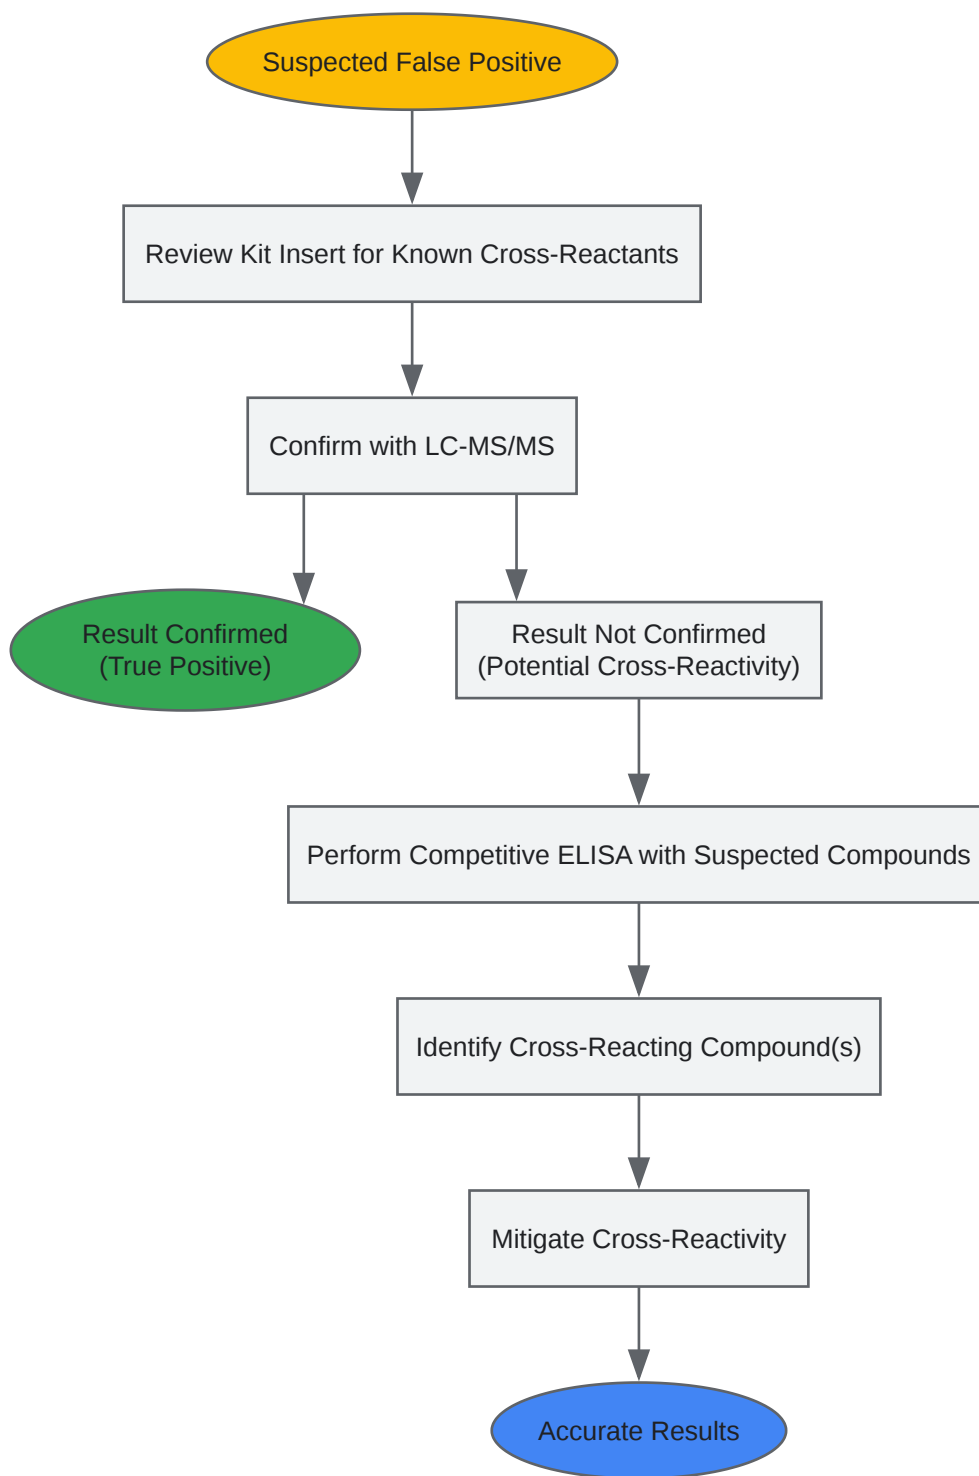 Suspected False Positive
Review Kit Insert for Known Cross-Reactants
Confirm with LC-MS/MS
Result Confirmed
(True Positive)
Result Not Confirmed
(Potential Cross-Reactivity)
Perform Competitive ELISA with Suspected Compounds
Identify Cross-Reacting Compound(s)
Mitigate Cross-Reactivity
Accurate Results